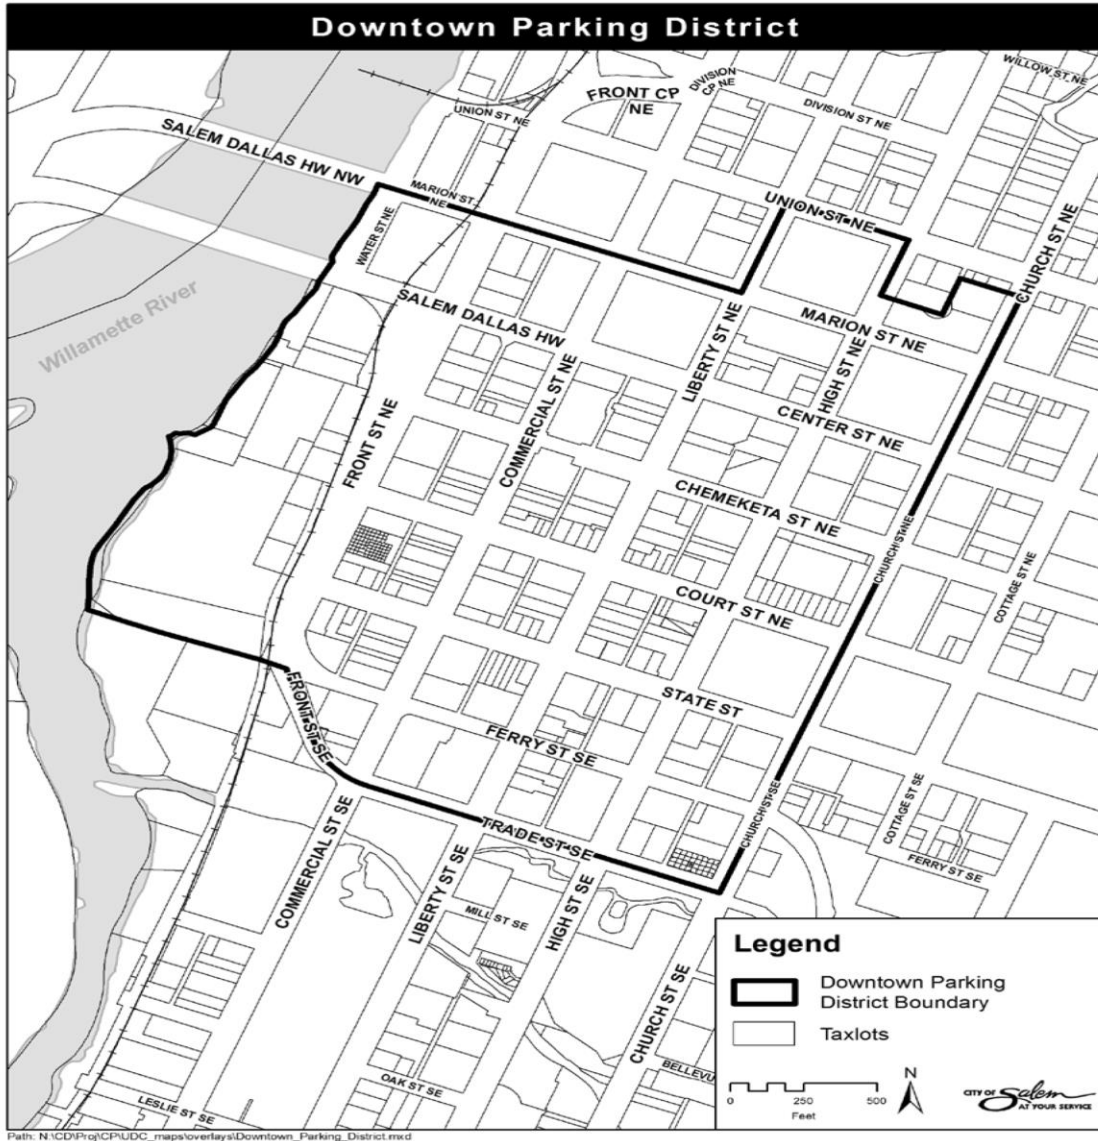 Downtown Parking District
WILLOW ST NE
DIVISION
CP NE
FRONT CP
NE
DIVISION ST NE
UNION ST NE
SALEM DALLAS HW NW
MARION ST
NE
UNION ST NE
CHURCH ST NE
WATER ST NE
Willamette River
SALEM DALLAS HW
MARION ST NE
LIBERTY ST NE
HIGH ST NE
COMMERCIAL ST NE
CENTER ST NE
FRONT ST NE
CHEMEKETA ST NE
CHURCH ST NE
COTTAGE ST NE
COURT ST NE
STATE ST
FRONT ST SE
FERRY ST SE
CHURCH ST SE
COTTAGE ST SE
TRADE ST SE
FERRY ST SE
COMMERCIAL ST SE
LIBERTY ST SE
HIGH ST SE
MILL ST SE
CHURCH ST SE
BELLEVU
OAK ST SE
LESLIE ST SE
Legend
Downtown Parking
District Boundary
Taxlots
N
0 250 500
Feet
CITY OF Salem
AT YOUR SERVICE
Path: N:\CD\Proj\CP\UDC_maps\overlays\Downtown_Parking_District.mxd